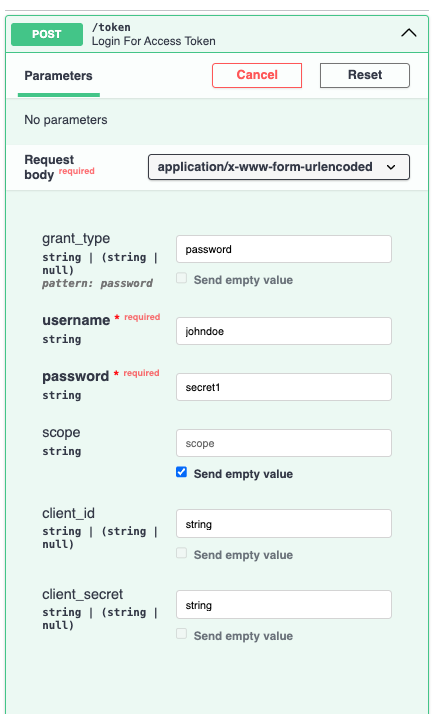 POST /token
Login For Access Token
Parameters Cancel Reset
No parameters
Request
body required application/x-www-form-urlencoded
grant_type password
string | (string |
null)
pattern: password
Send empty value
username * required johndoe
string
password * required secret1
string
scope scope
string
Send empty value
client_id string
string | (string |
null)
Send empty value
client_secret string
string | (string |
null)
Send empty value